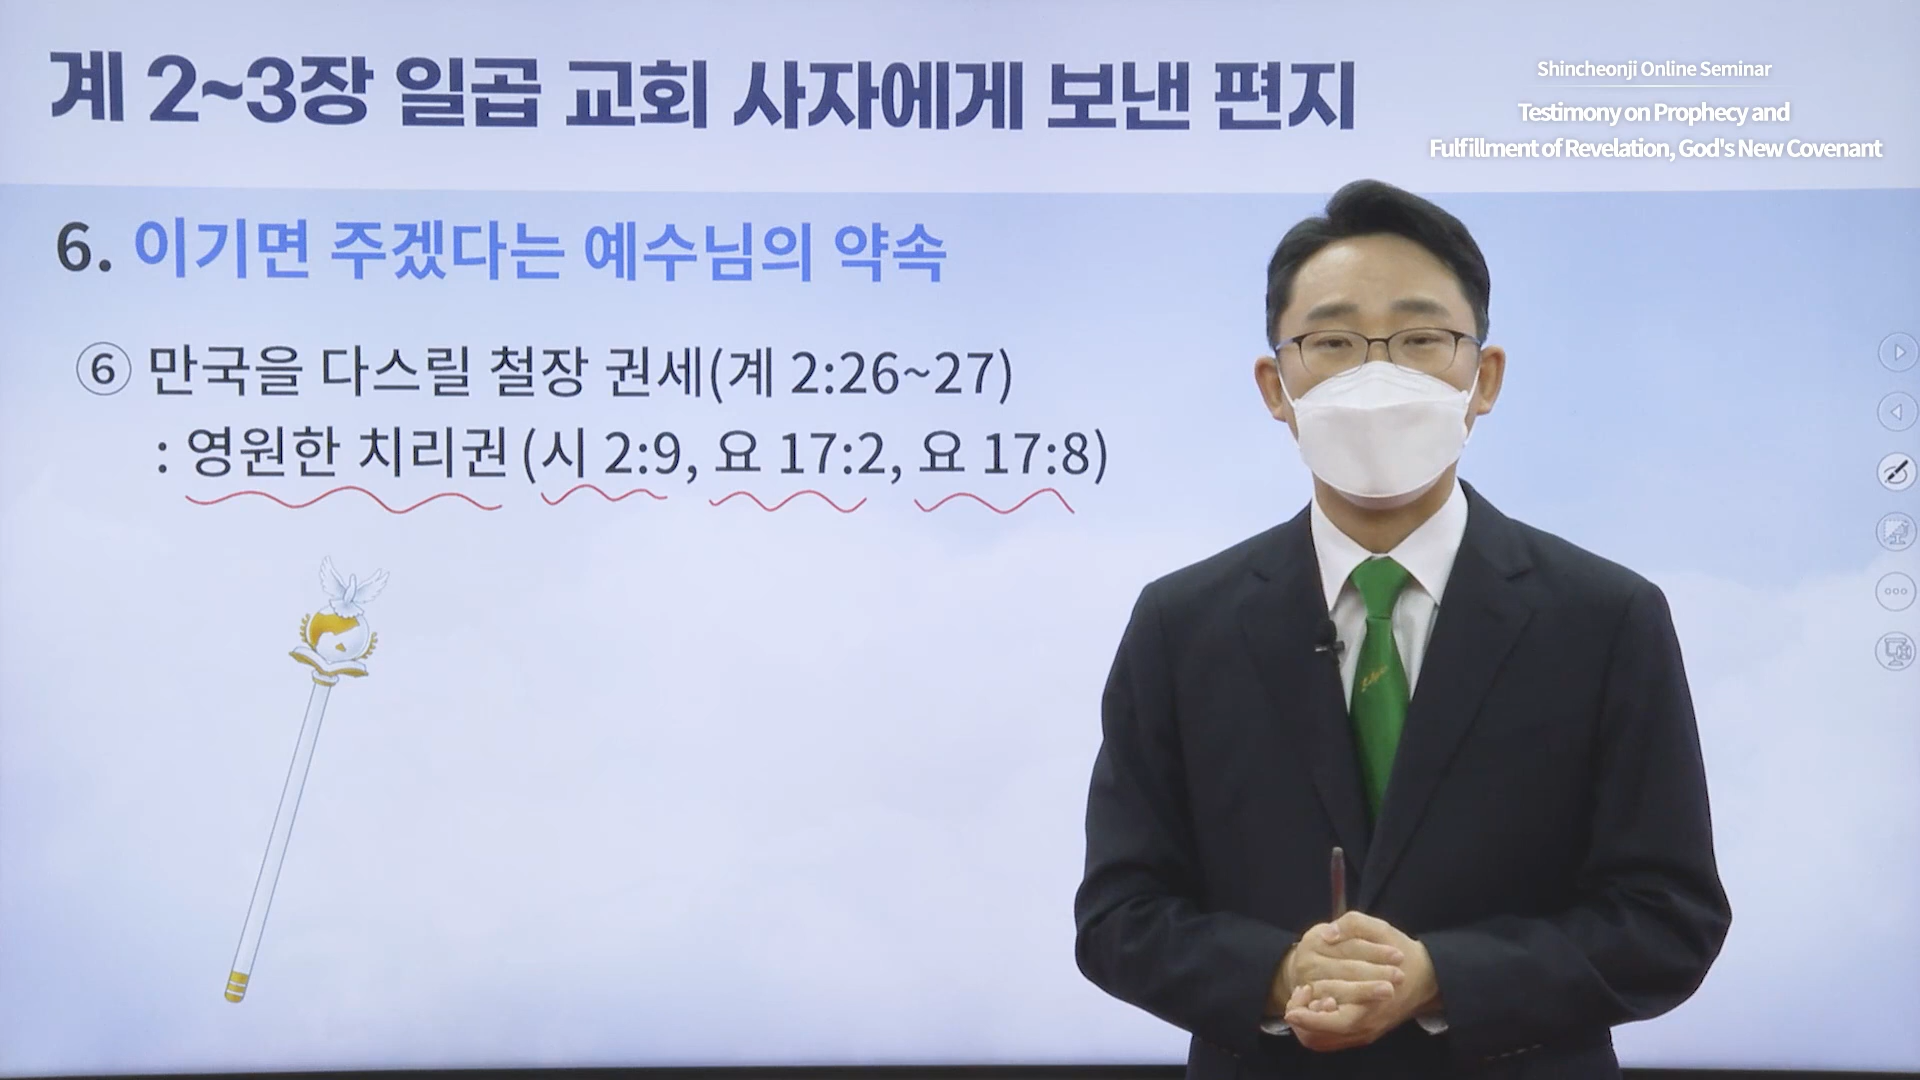 계 2~3장 일곱 교회 사자에게 보낸 편지
Shincheonji Online Seminar
Testimony on Prophecy and
Fulfillment of Revelation, God's New Covenant
6. 이기면 주겠다는 예수님의 약속
⑥ 만국을 다스릴 철장 권세(계 2:26~27)
: 영원한 치리권 (시 2:9, 요 17:2, 요 17:8)